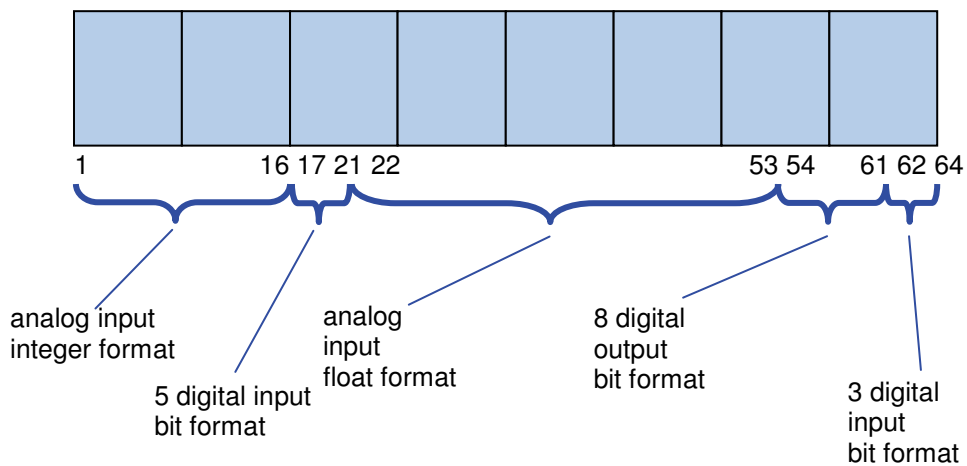 1 16 17 21 22 53 54 61 62 64
analog input
integer format
5 digital input
bit format
analog
input
float format
8 digital
output
bit format
3 digital
input
bit format